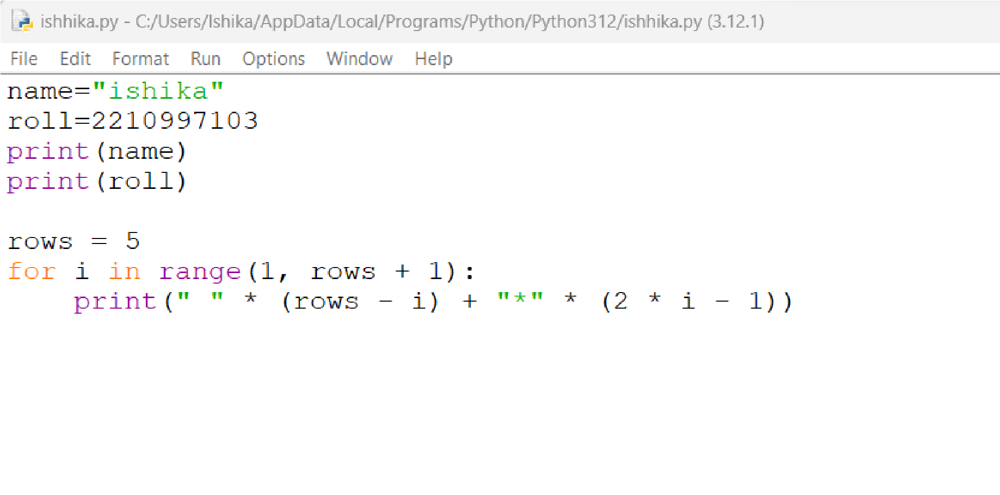 ishhika.py - C:/Users/Ishika/AppData/Local/Programs/Python/Python312/ishhika.py (3.12.1)
File Edit Format Run Options Window Help
name="ishika"
roll=2210997103
print(name)
print(roll)

rows = 5
for i in range(1, rows + 1):
    print(" " * (rows - i) + "*" * (2 * i - 1))